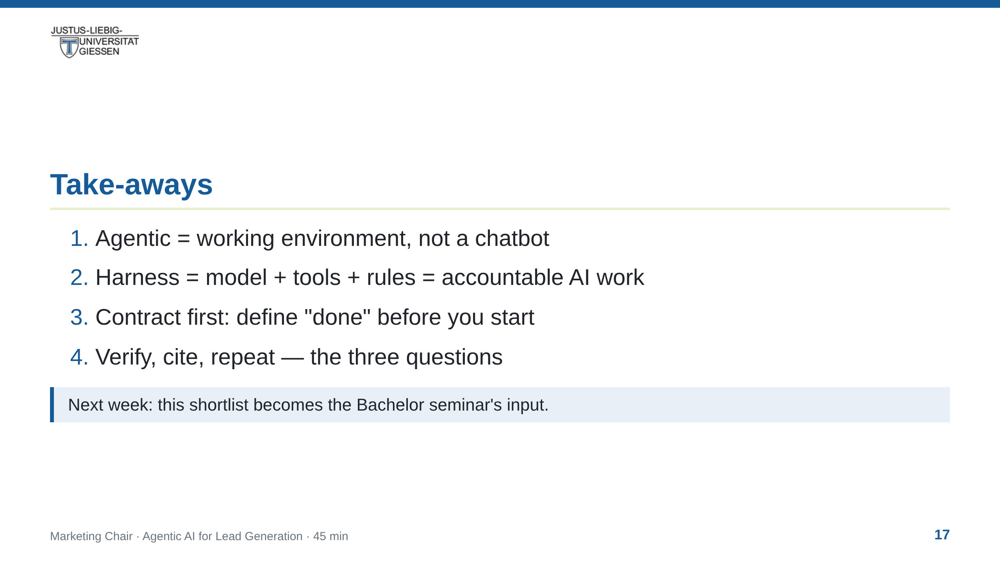 JUSTUS-LIEBIG-
UNIVERSITÄT
GIESSEN
Take-aways
1. Agentic = working environment, not a chatbot
2. Harness = model + tools + rules = accountable AI work
3. Contract first: define "done" before you start
4. Verify, cite, repeat — the three questions
Next week: this shortlist becomes the Bachelor seminar's input.
Marketing Chair · Agentic AI for Lead Generation · 45 min
17